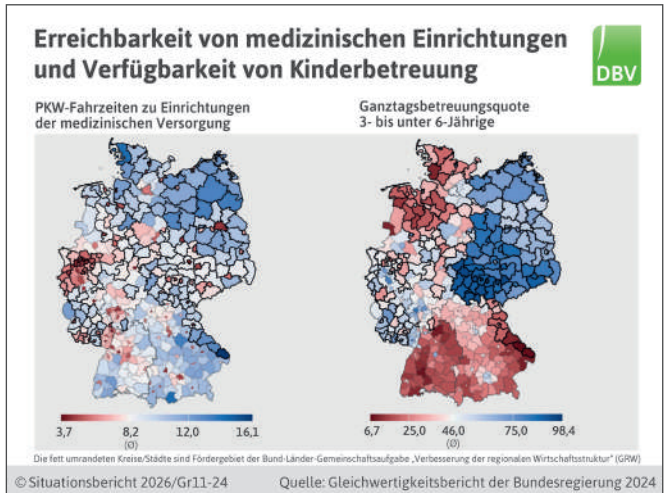 Erreichbarkeit von medizinischen Einrichtungen
und Verfügbarkeit von Kinderbetreuung
DBV
PKW-Fahrzeiten zu Einrichtungen
der medizinischen Versorgung
Ganztagsbetreuungsquote
3- bis unter 6-Jährige
3,7 8,2 12,0 16,1
(Ø)
6,7 25,0 46,0 75,0 98,4
(Ø)
Die fett umrandeten Kreise/Städte sind Fördergebiet der Bund-Länder-Gemeinschaftsaufgabe „Verbesserung der regionalen Wirtschaftsstruktur" (GRW)
© Situationsbericht 2026/Gr11-24 Quelle: Gleichwertigkeitsbericht der Bundesregierung 2024